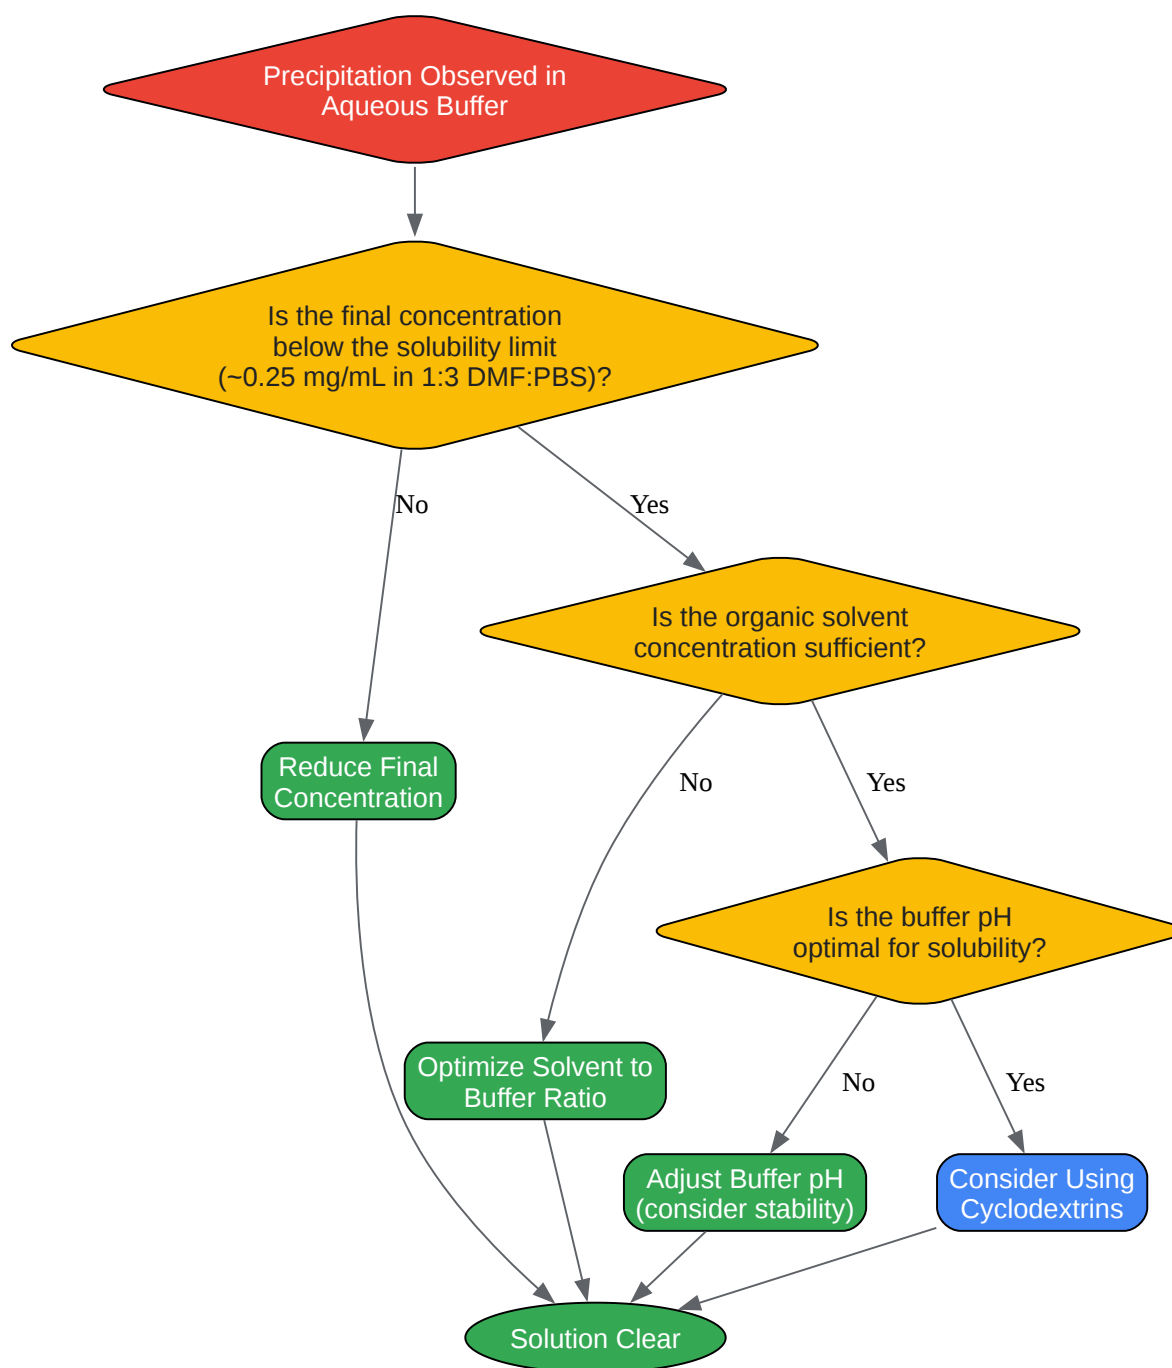 Precipitation Observed in
Aqueous Buffer
Is the final concentration
below the solubility limit
(~0.25 mg/mL in 1:3 DMF:PBS)?
No
Yes
Is the organic solvent
concentration sufficient?
Reduce Final
Concentration
No
Yes
Is the buffer pH
optimal for solubility?
Optimize Solvent to
Buffer Ratio
No
Yes
Adjust Buffer pH
(consider stability)
Consider Using
Cyclodextrins
Solution Clear